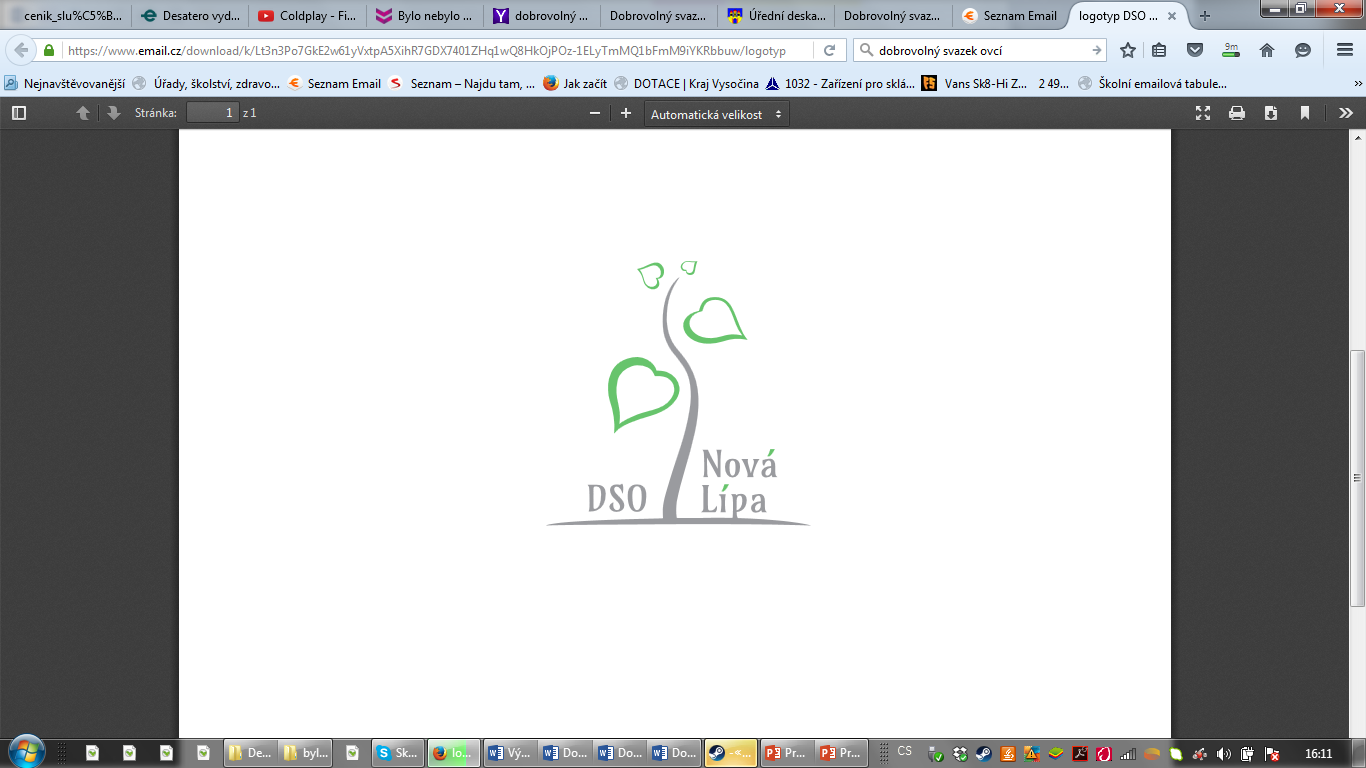 cenik_slu%C5%B...
Desatero vyd...
Coldplay - Fi...
Bylo nebylo ...
dobrovolný ...
Dobrovolný svaz...
Úřední deska...
Dobrovolný svaz...
Seznam Email
logotyp DSO ...
https://www.email.cz/download/k/Lt3n3Po7GkE2w61yVxtpA5XihR7GDX7401ZHq1wQ8HkOjPOz-1ELyTmMQ1bFmM9iYKRbbuw/logotyp
dobrovolný svazek ovcí
9m
Nejnavštěvovanější
Úřady, školství, zdravo...
Seznam Email
Seznam – Najdu tam, ...
Jak začít
DOTACE | Kraj Vysočina
1032 - Zařízení pro sklá...
Vans Sk8-Hi Z... 2 49...
Školní emailová tabule...
Stránka: 1 z 1
Automatická velikost
Nová
DSO Lípa
De...
byl...
Sk...
lo...
Vý...
Do...
Do...
Do...
Pr...
Pr...
CS
16:11